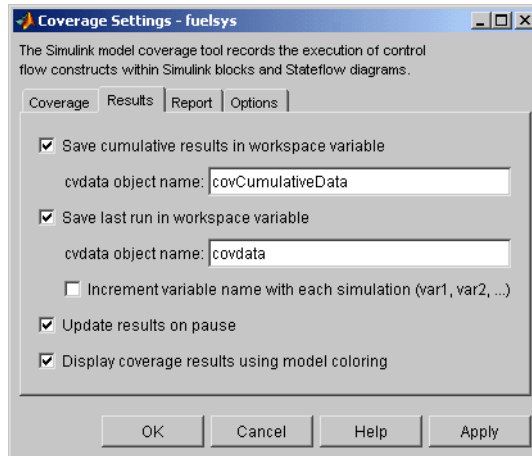 Coverage Settings - fuelsys
The Simulink model coverage tool records the execution of control
flow constructs within Simulink blocks and Stateflow diagrams.
Coverage Results Report Options
Save cumulative results in workspace variable
cvdata object name: covCumulativeData
Save last run in workspace variable
cvdata object name: covdata
Increment variable name with each simulation (var1, var2, ...)
Update results on pause
Display coverage results using model coloring
OK Cancel Help Apply